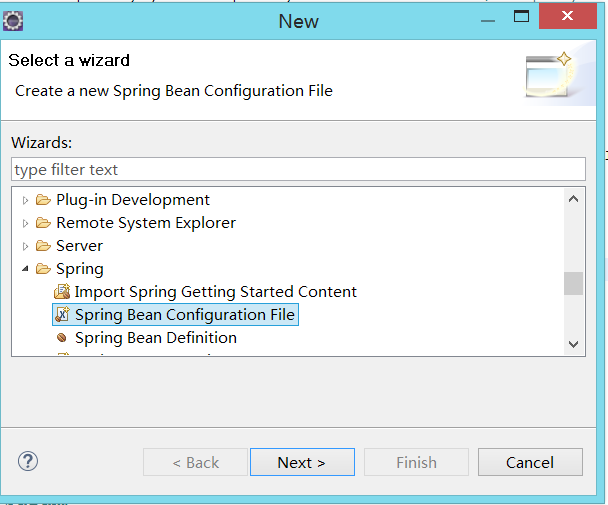 New
Select a wizard
Create a new Spring Bean Configuration File
Wizards:
type filter text
Plug-in Development
Remote System Explorer
Server
Spring
Import Spring Getting Started Content
Spring Bean Configuration File
Spring Bean Definition
< Back
Next >
Finish
Cancel